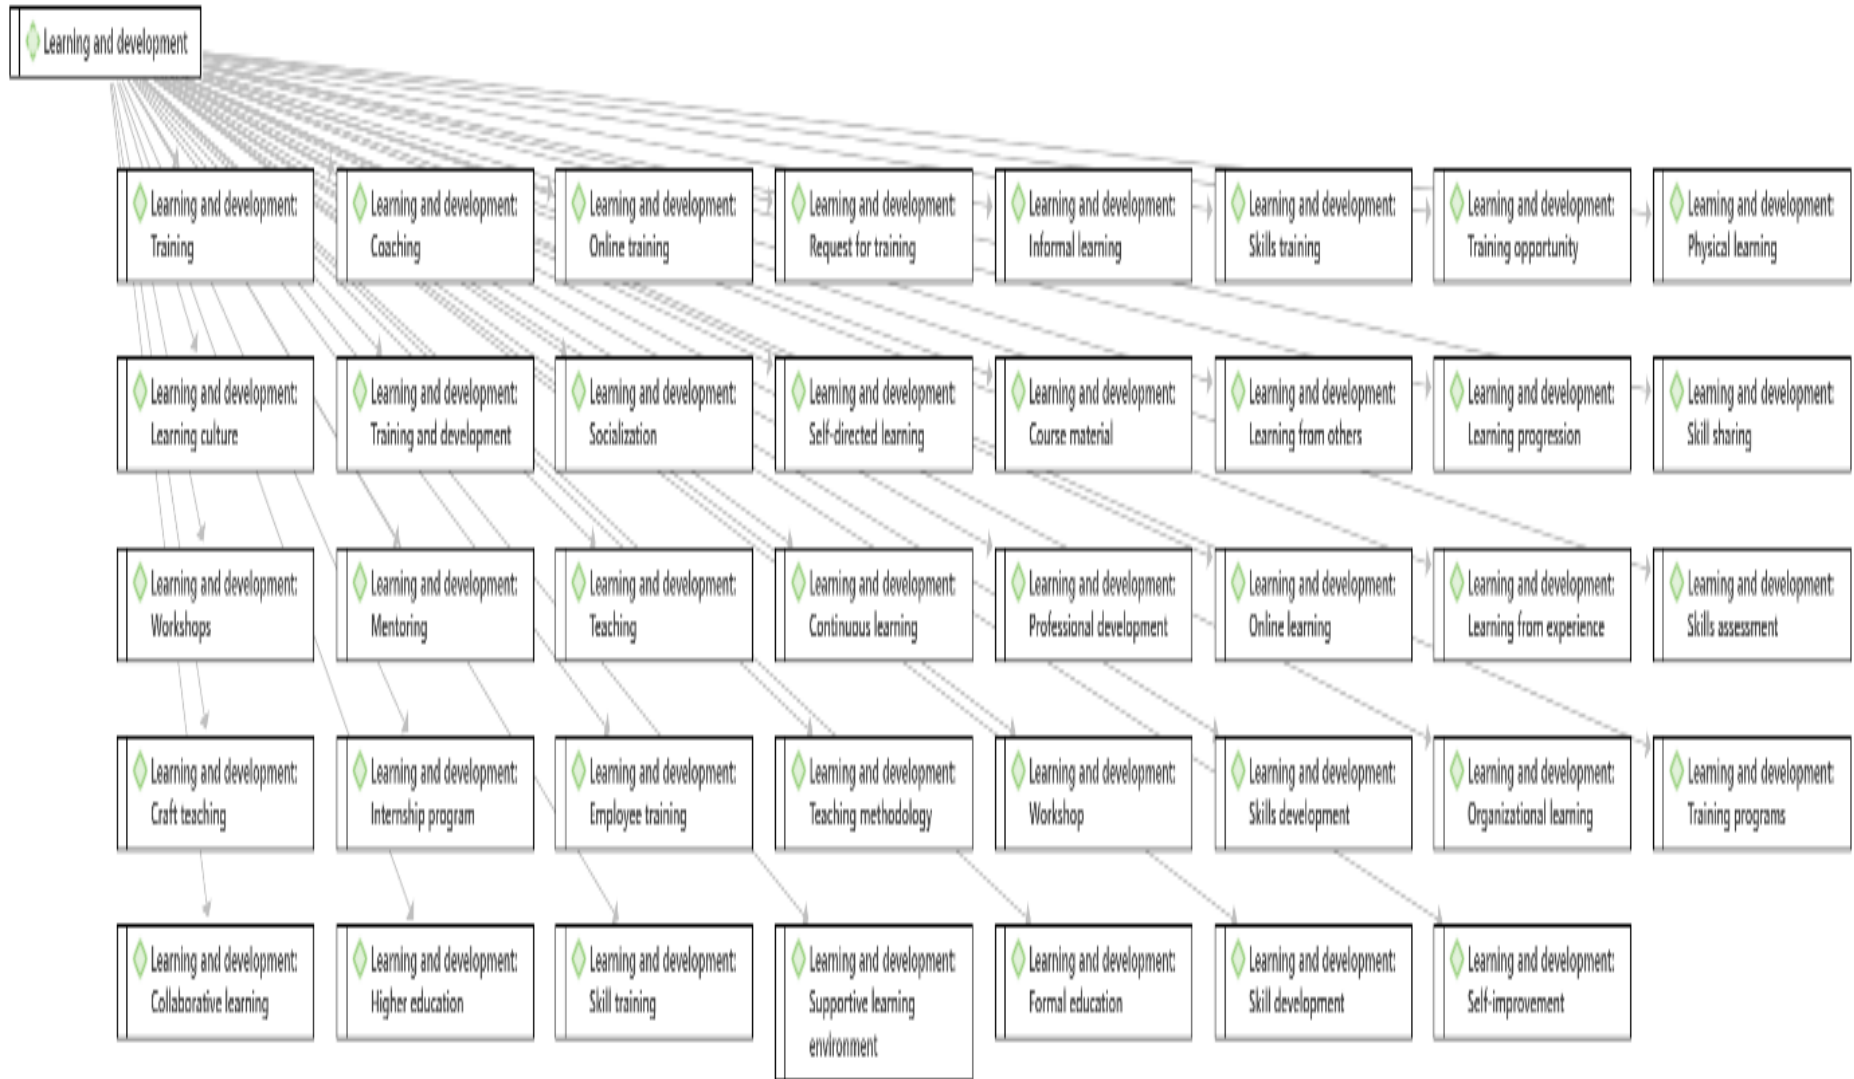 Learning and development
Learning and development:
Training
Learning and development:
Coaching
Learning and development:
Online training
Learning and development:
Request for training
Learning and development:
Informal learning
Learning and development:
Skills training
Learning and development:
Training opportunity
Learning and development:
Physical learning
Learning and development:
Learning culture
Learning and development:
Training and development
Learning and development:
Socialization
Learning and development:
Self-directed learning
Learning and development:
Course material
Learning and development:
Learning from others
Learning and development:
Learning progression
Learning and development:
Skill sharing
Learning and development:
Workshops
Learning and development:
Mentoring
Learning and development:
Teaching
Learning and development:
Continuous learning
Learning and development:
Professional development
Learning and development:
Online learning
Learning and development:
Learning from experience
Learning and development:
Skills assessment
Learning and development:
Craft teaching
Learning and development:
Internship program
Learning and development:
Employee training
Learning and development:
Teaching methodology
Learning and development:
Workshop
Learning and development:
Skills development
Learning and development:
Organizational learning
Learning and development:
Training programs
Learning and development:
Collaborative learning
Learning and development:
Higher education
Learning and development:
Skill training
Learning and development:
Supportive learning
environment
Learning and development:
Formal education
Learning and development:
Skill development
Learning and development:
Self-improvement